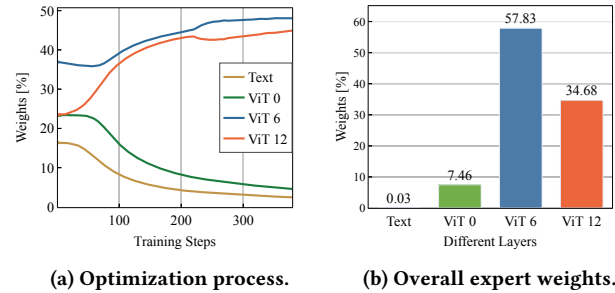 50
40
30
20
10
0
Weights [%]
100
200
300
Training Steps
Text
ViT 0
ViT 6
ViT 12
(a) Optimization process.
60
50
40
30
20
10
0
Weights [%]
0.03
7.46
57.83
34.68
Text
ViT 0
ViT 6
ViT 12
Different Layers
(b) Overall expert weights.